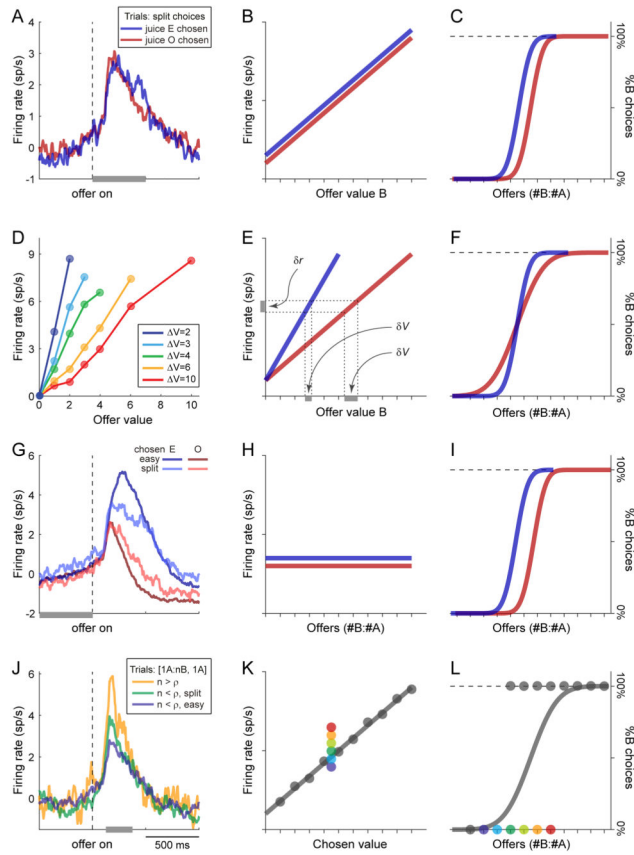 A
Trials: split choices
juice E chosen
juice O chosen
Firing rate (sp/s)
4
3
2
1
0
-1
offer on
B
Firing rate (sp/s)
Offer value B
C
100%
%B choices
0%
Offers (#B:#A)
D
Firing rate (sp/s)
9
6
3
0
ΔV=2
ΔV=3
ΔV=4
ΔV=6
ΔV=10
0 2 4 6 8 10
Offer value
E
Firing rate (sp/s)
δr
δV
δV
Offer value B
F
100%
%B choices
0%
Offers (#B:#A)
G
chosen E O
easy
split
Firing rate (sp/s)
6
4
2
0
-2
offer on
H
Firing rate (sp/s)
Offers (#B:#A)
I
100%
%B choices
0%
Offers (#B:#A)
J
Trials: [1A:nB, 1A]
n > ρ
n < ρ, split
n < ρ, easy
Firing rate (sp/s)
6
4
2
0
offer on
500 ms
K
Firing rate (sp/s)
Chosen value
L
100%
%B choices
0%
Offers (#B:#A)